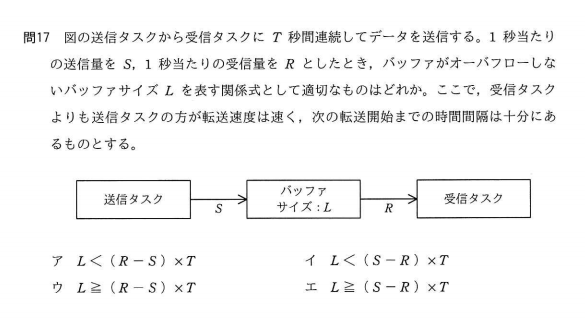 問17 図の送信タスクから受信タスクに T 秒間連続してデータを送信する。1 秒当たり
の送信量を S，1 秒当たりの受信量を R としたとき，バッファがオーバフローしな
いバッファサイズ L を表す関係式として適切なものはどれか。ここで，受信タスク
よりも送信タスクの方が転送速度は速く，次の転送開始までの時間間隔は十分にあ
るものとする。
送信タスク
S
バッファ
サイズ：L
R
受信タスク
ア L＜（R－S）×T
イ L＜（S－R）×T
ウ L≧（R－S）×T
エ L≧（S－R）×T